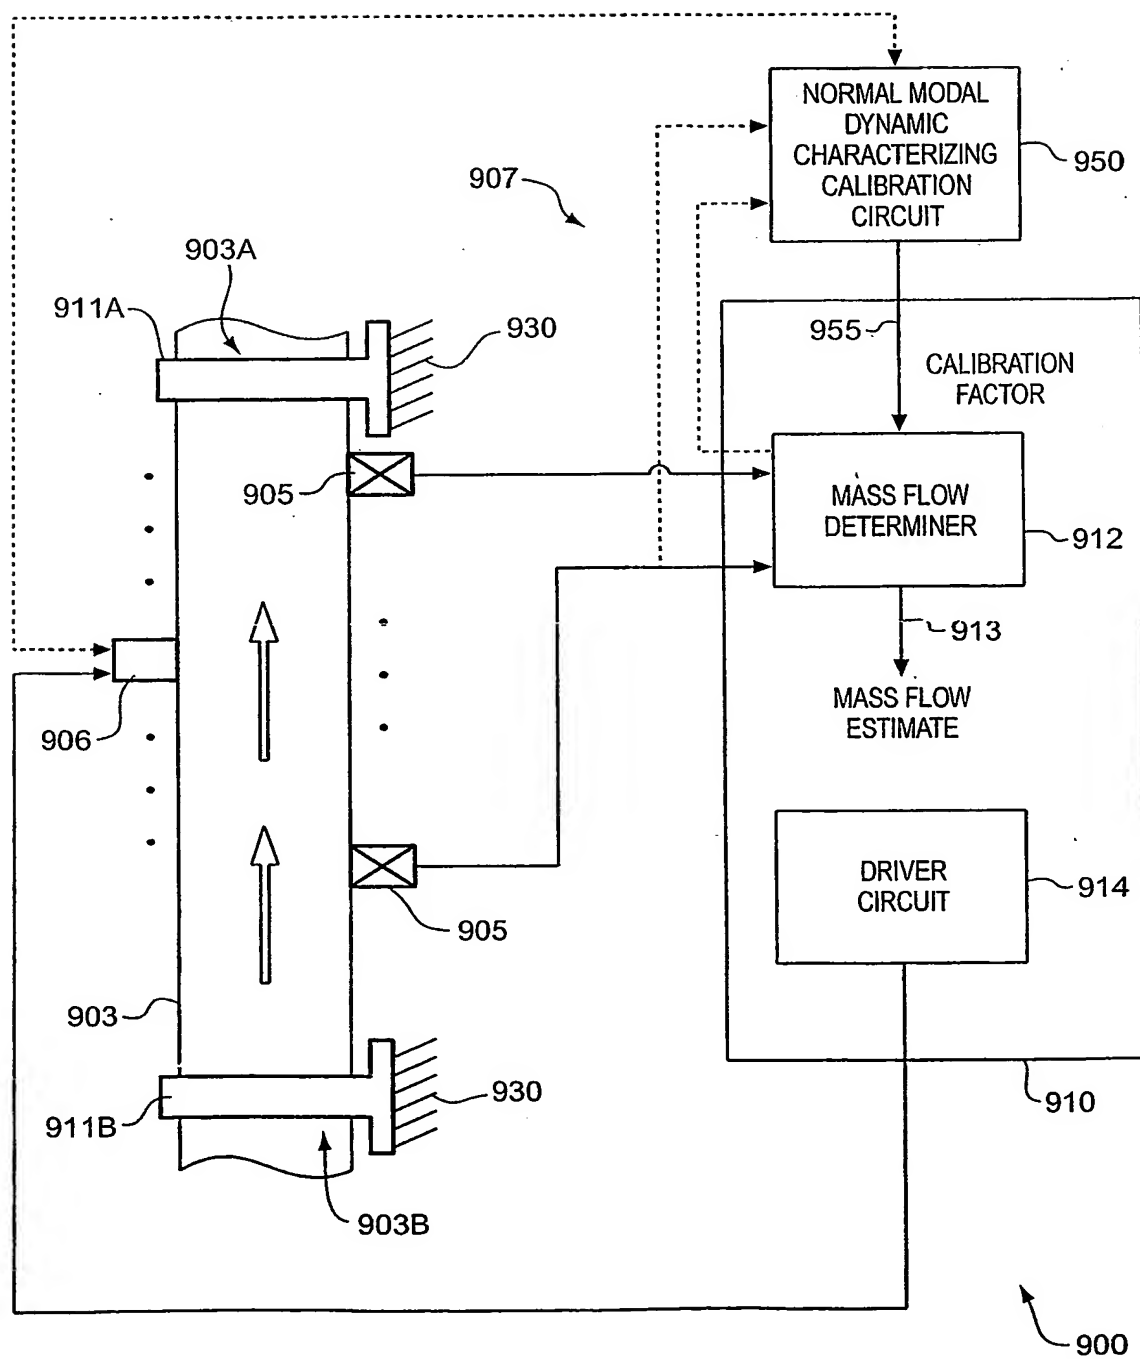 NORMAL MODAL
DYNAMIC
CHARACTERIZING
CALIBRATION
CIRCUIT
950
907
903A
911A
930
955
CALIBRATION
FACTOR
905
MASS FLOW
DETERMINER
912
913
MASS FLOW
ESTIMATE
906
DRIVER
CIRCUIT
914
905
903
930
910
911B
903B
900